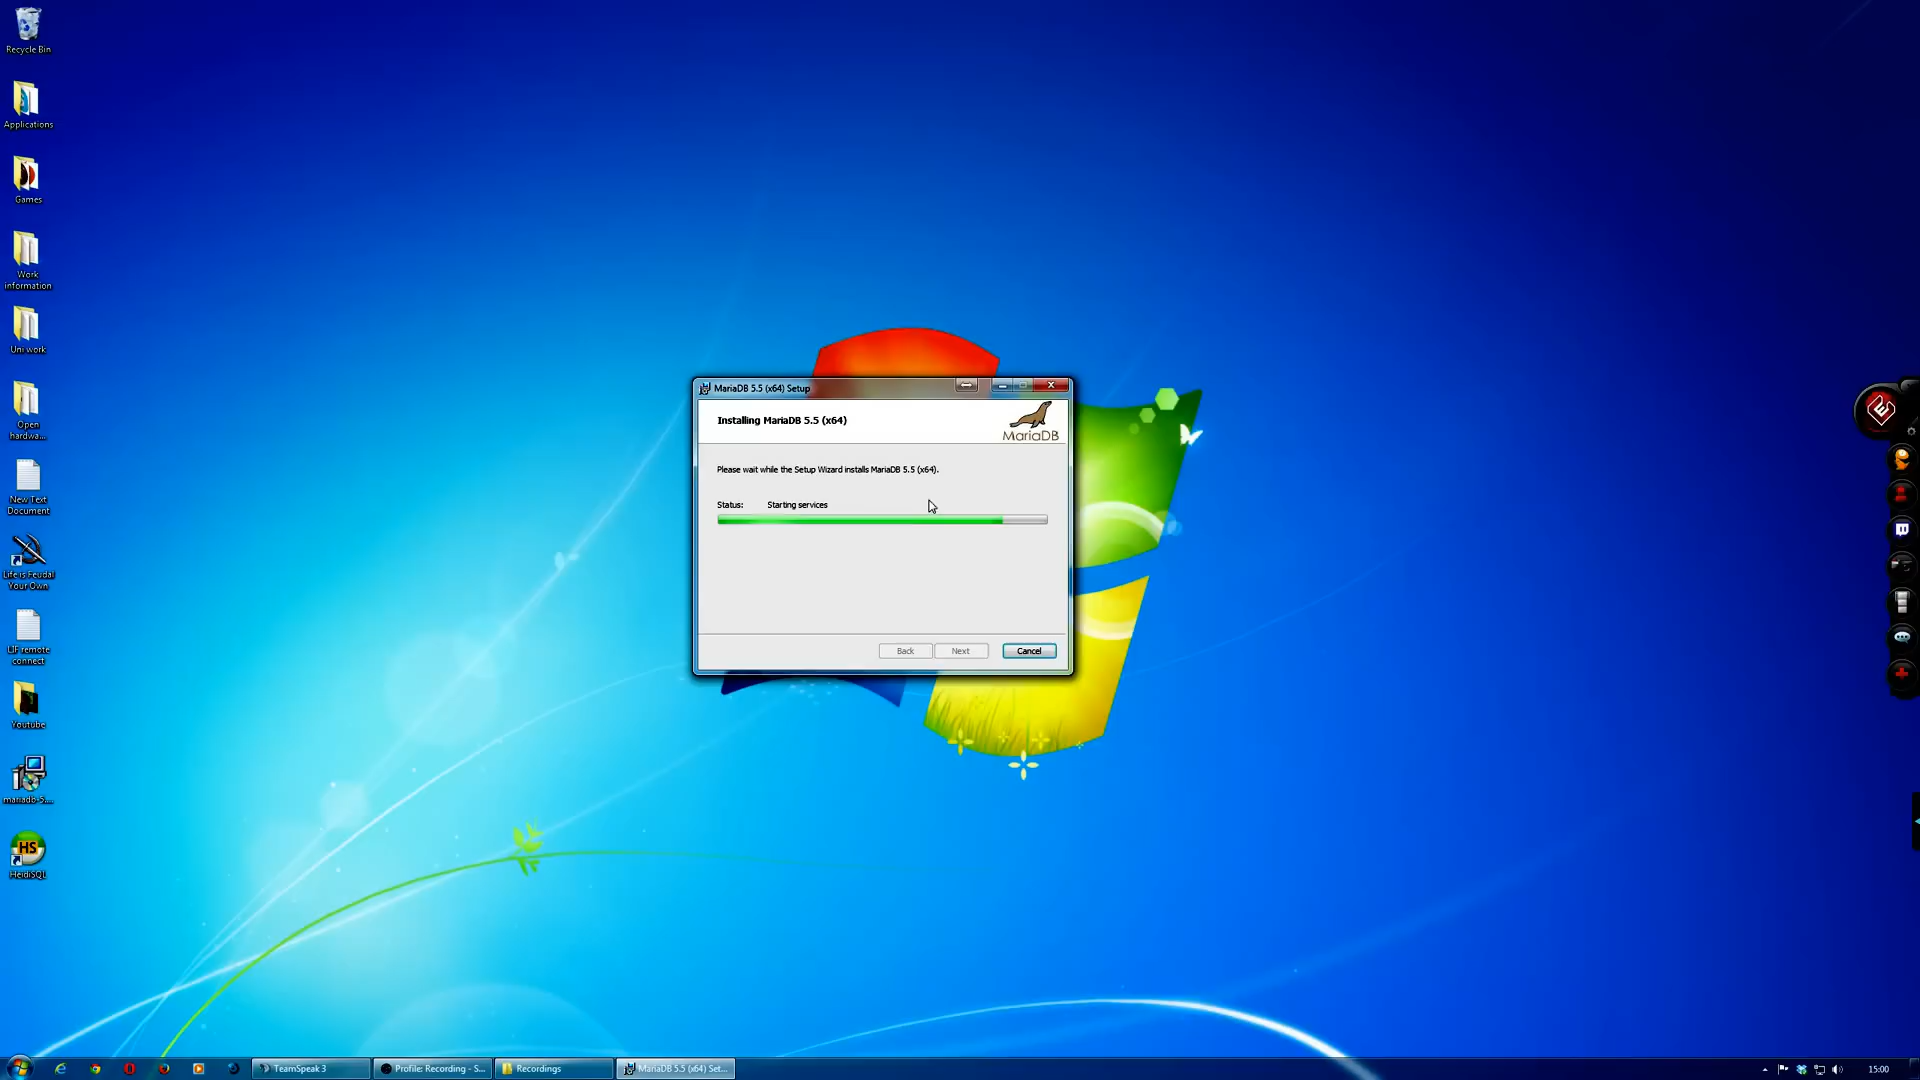 Recycle Bin
Applications
Games
Work
information
Uni work
Open
hardwa...
New Text
Document
Life is Feudal
Your Own
LIF remote
connect
Youtube
mariadb-5....
HS
HeidiSQL
MariaDB 5.5 (x64) Setup
Installing MariaDB 5.5 (x64)
MariaDB
Please wait while the Setup Wizard installs MariaDB 5.5 (x64).
Status: Starting services
Back Next Cancel
TeamSpeak 3
Profile: Recording - S...
Recordings
MariaDB 5.5 (x64) Set...
15:00